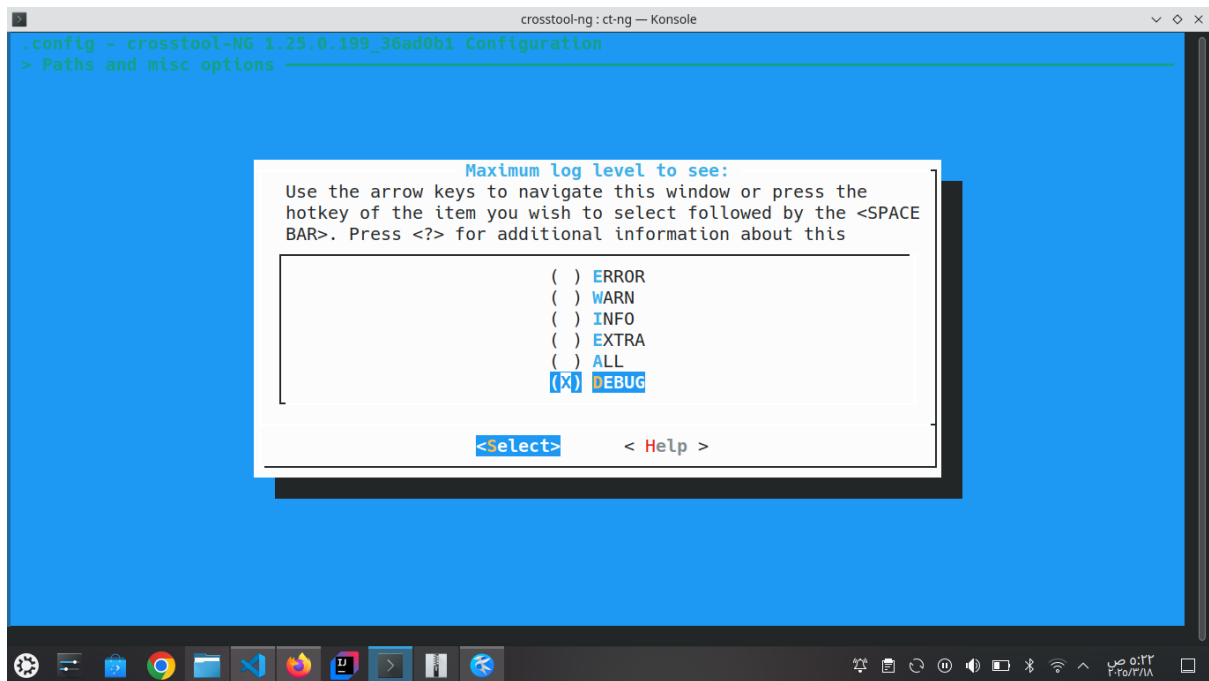 crosstool-ng : ct-ng — Konsole
.config - crosstool-NG 1.25.0.199_36ad0b1 Configuration
> Paths and misc options
Maximum log level to see:
Use the arrow keys to navigate this window or press the
hotkey of the item you wish to select followed by the <SPACE
BAR>. Press <?> for additional information about this
( ) ERROR
( ) WARN
( ) INFO
( ) EXTRA
( ) ALL
(X) DEBUG
<Select> < Help >
٥:٢٢ ص
٢٠٢٥/٣/١٨